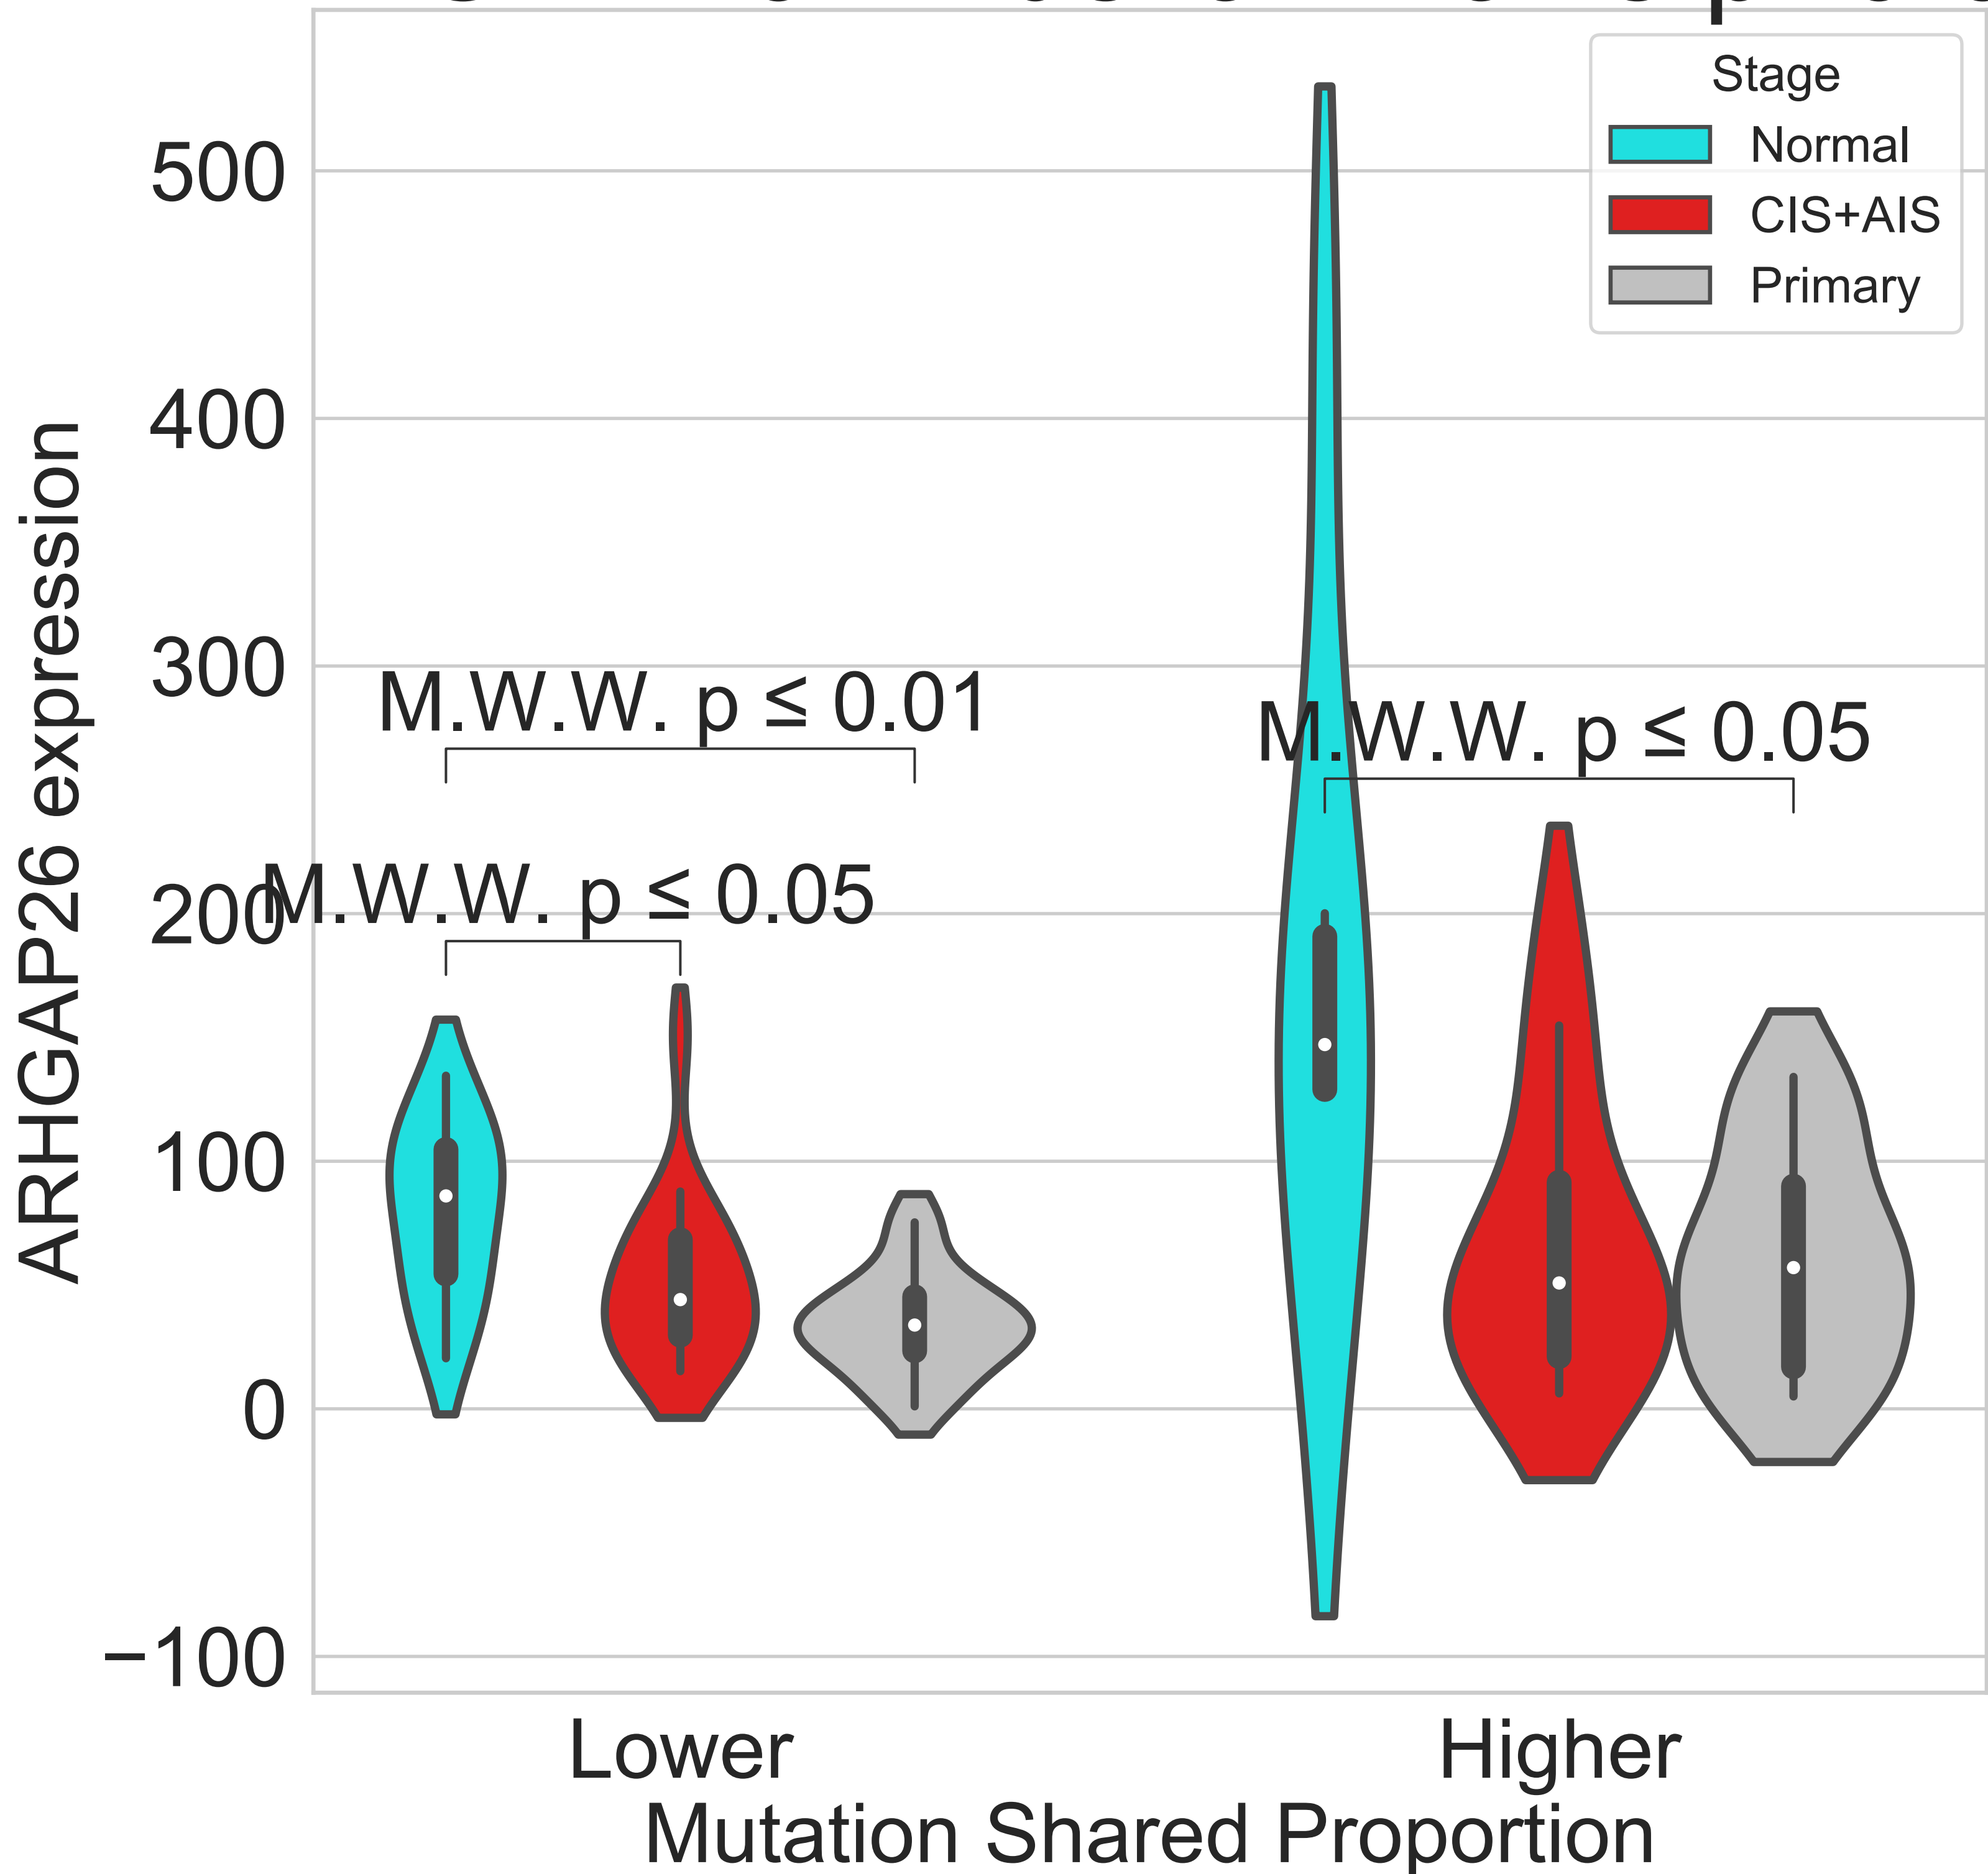 Stage
Normal
CIS+AIS
Primary
ARHGAP26 expression
500
400
300
200
100
0
−100
M.W.W. p ≤ 0.01
M.W.W. p ≤ 0.05
M.W.W. p ≤ 0.05
Lower
Higher
Mutation Shared Proportion